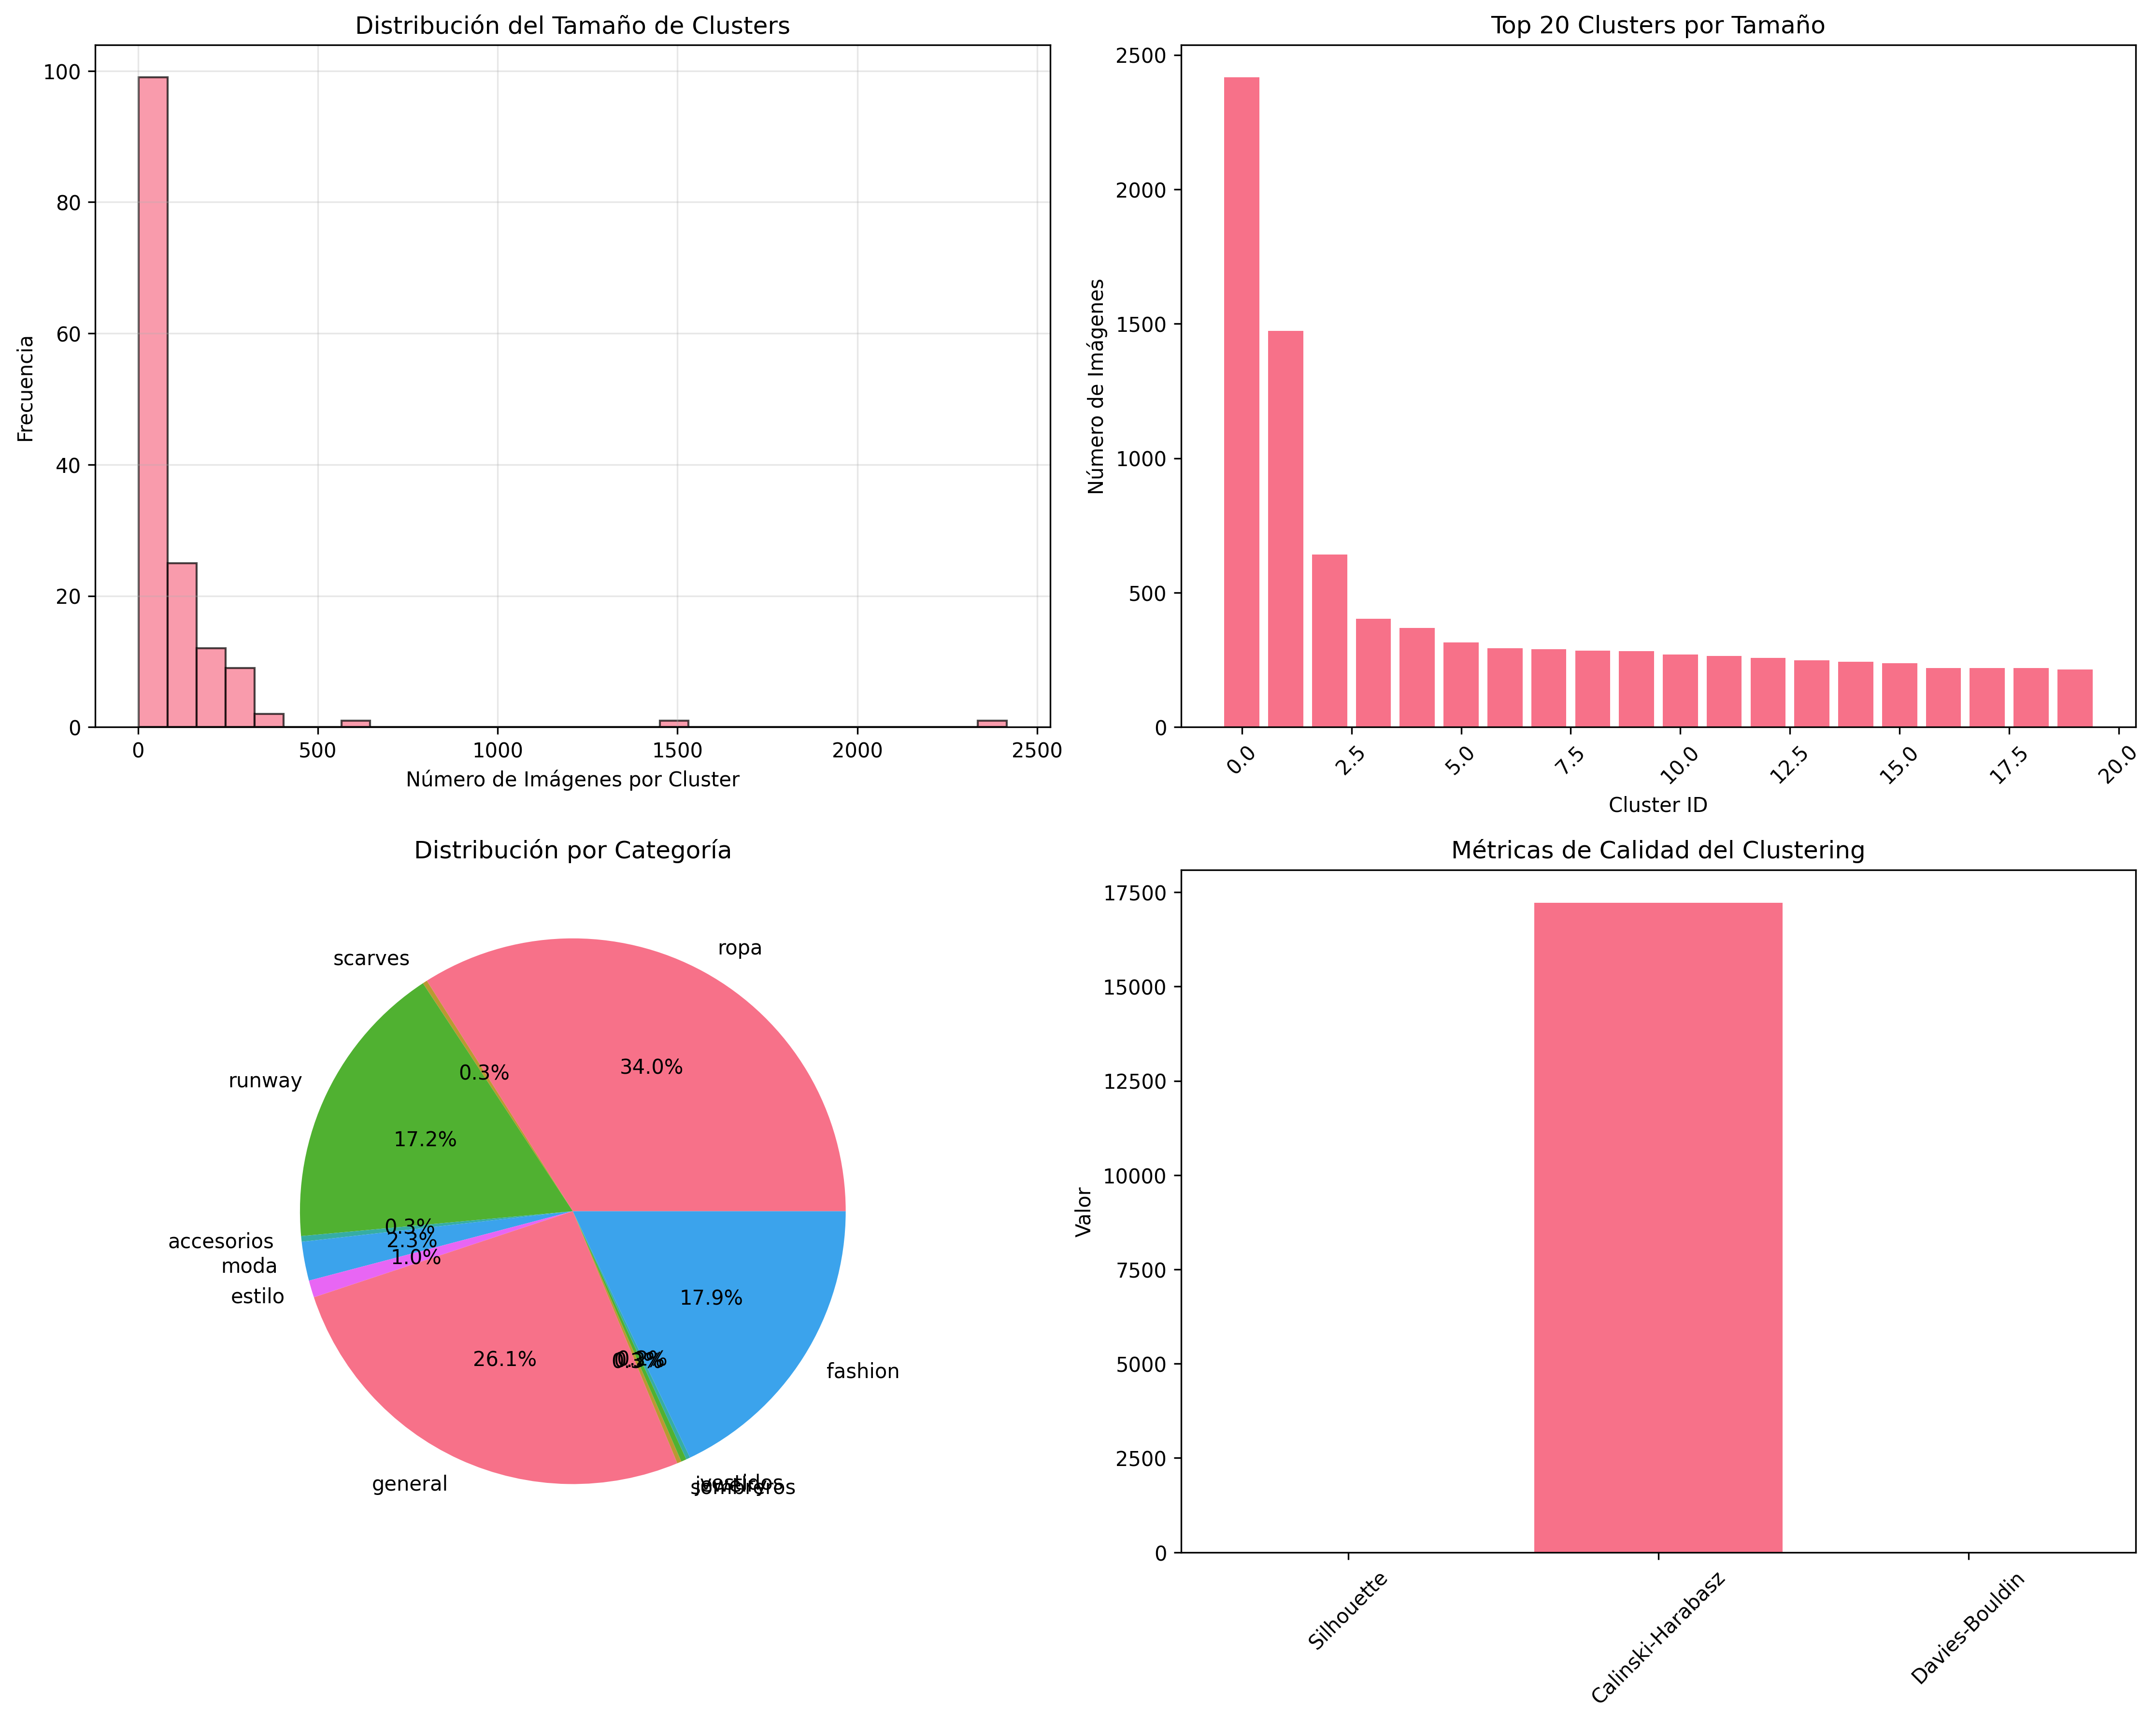 Distribución del Tamaño de Clusters
100
80
60
40
20
0
Frecuencia
0 500 1000 1500 2000 2500
Número de Imágenes por Cluster
Top 20 Clusters por Tamaño
2500
2000
1500
1000
500
0
Número de Imágenes
0.0 2.5 5.0 7.5 10.0 12.5 15.0 17.5 20.0
Cluster ID
Distribución por Categoría
ropa
34.0%
scarves
0.3%
runway
17.2%
accesorios
0.3%
moda
2.3%
estilo
1.0%
general
26.1%
sombreros
vestidos
fashion
17.9%
Métricas de Calidad del Clustering
17500
15000
12500
10000
7500
5000
2500
0
Valor
Silhouette
Calinski-Harabasz
Davies-Bouldin